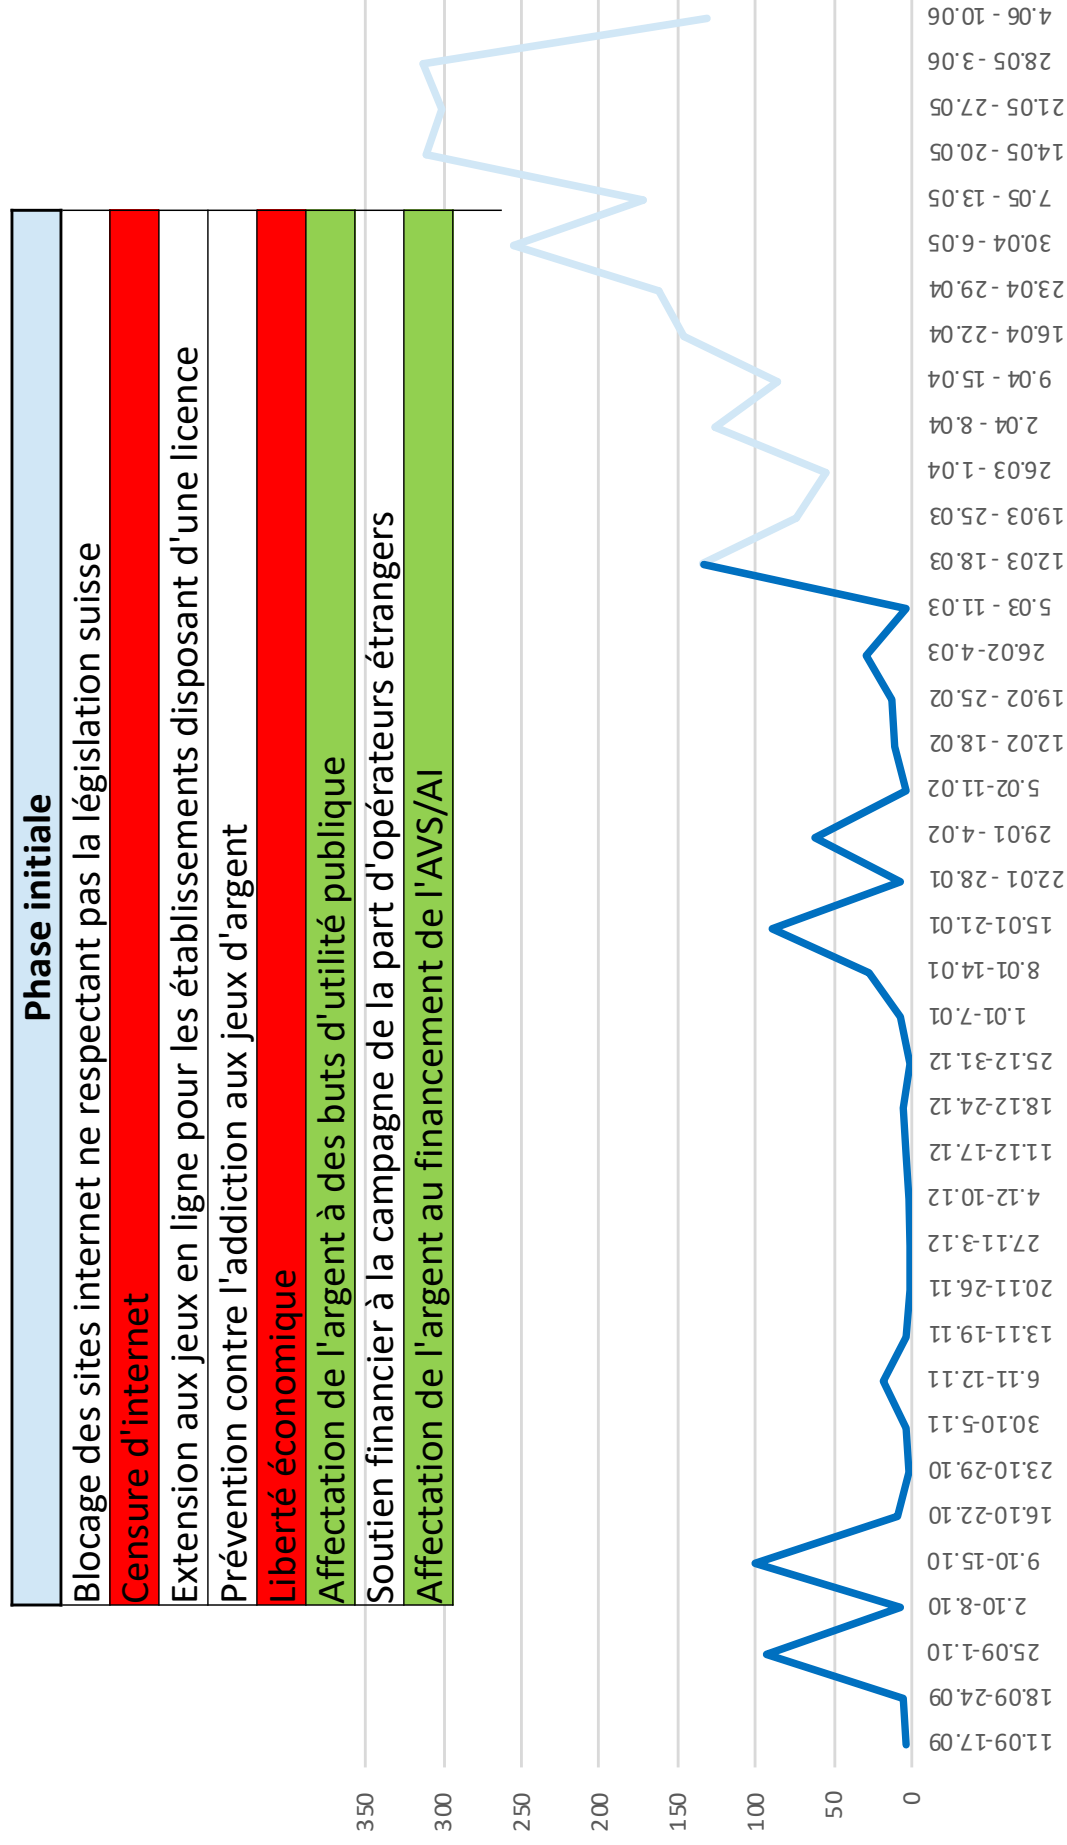 Phase initiale
Blocage des sites internet ne respectant pas la législation suisse
Censure d'internet
Extension aux jeux en ligne pour les établissements disposant d'une licence
Prévention contre l'addiction aux jeux d'argent
Liberté économique
Affectation de l'argent à des buts d'utilité publique
Soutien financier à la campagne de la part d'opérateurs étrangers
Affectation de l'argent au financement de l'AVS/AI
350
300
250
200
150
100
50
0
11.09-17.09
18.09-24.09
25.09-1.10
2.10-8.10
9.10-15.10
16.10-22.10
23.10-29.10
30.10-5.11
6.11-12.11
13.11-19.11
20.11-26.11
27.11-3.12
4.12-10.12
11.12-17.12
18.12-24.12
25.12-31.12
1.01-7.01
8.01-14.01
15.01-21.01
22.01 - 28.01
29.01 - 4.02
5.02-11.02
12.02 - 18.02
19.02 - 25.02
26.02-4.03
5.03 - 11.03
12.03 - 18.03
19.03 - 25.03
26.03 - 1.04
2.04 - 8.04
9.04 - 15.04
16.04 - 22.04
23.04 - 29.04
30.04 - 6.05
7.05 - 13.05
14.05 - 20.05
21.05 - 27.05
28.05 - 3.06
4.06 - 10.06